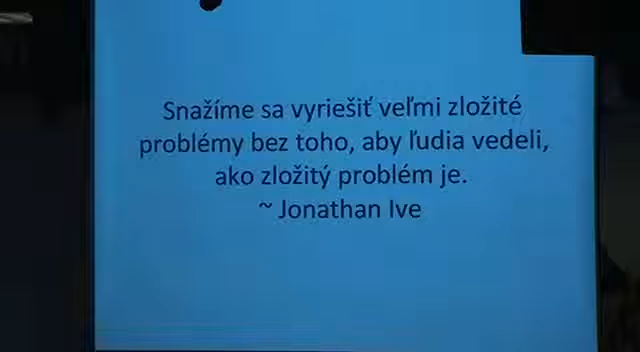 Snažíme sa vyriešiť veľmi zložité
problémy bez toho, aby ľudia vedeli,
ako zložitý problém je.
~ Jonathan Ive